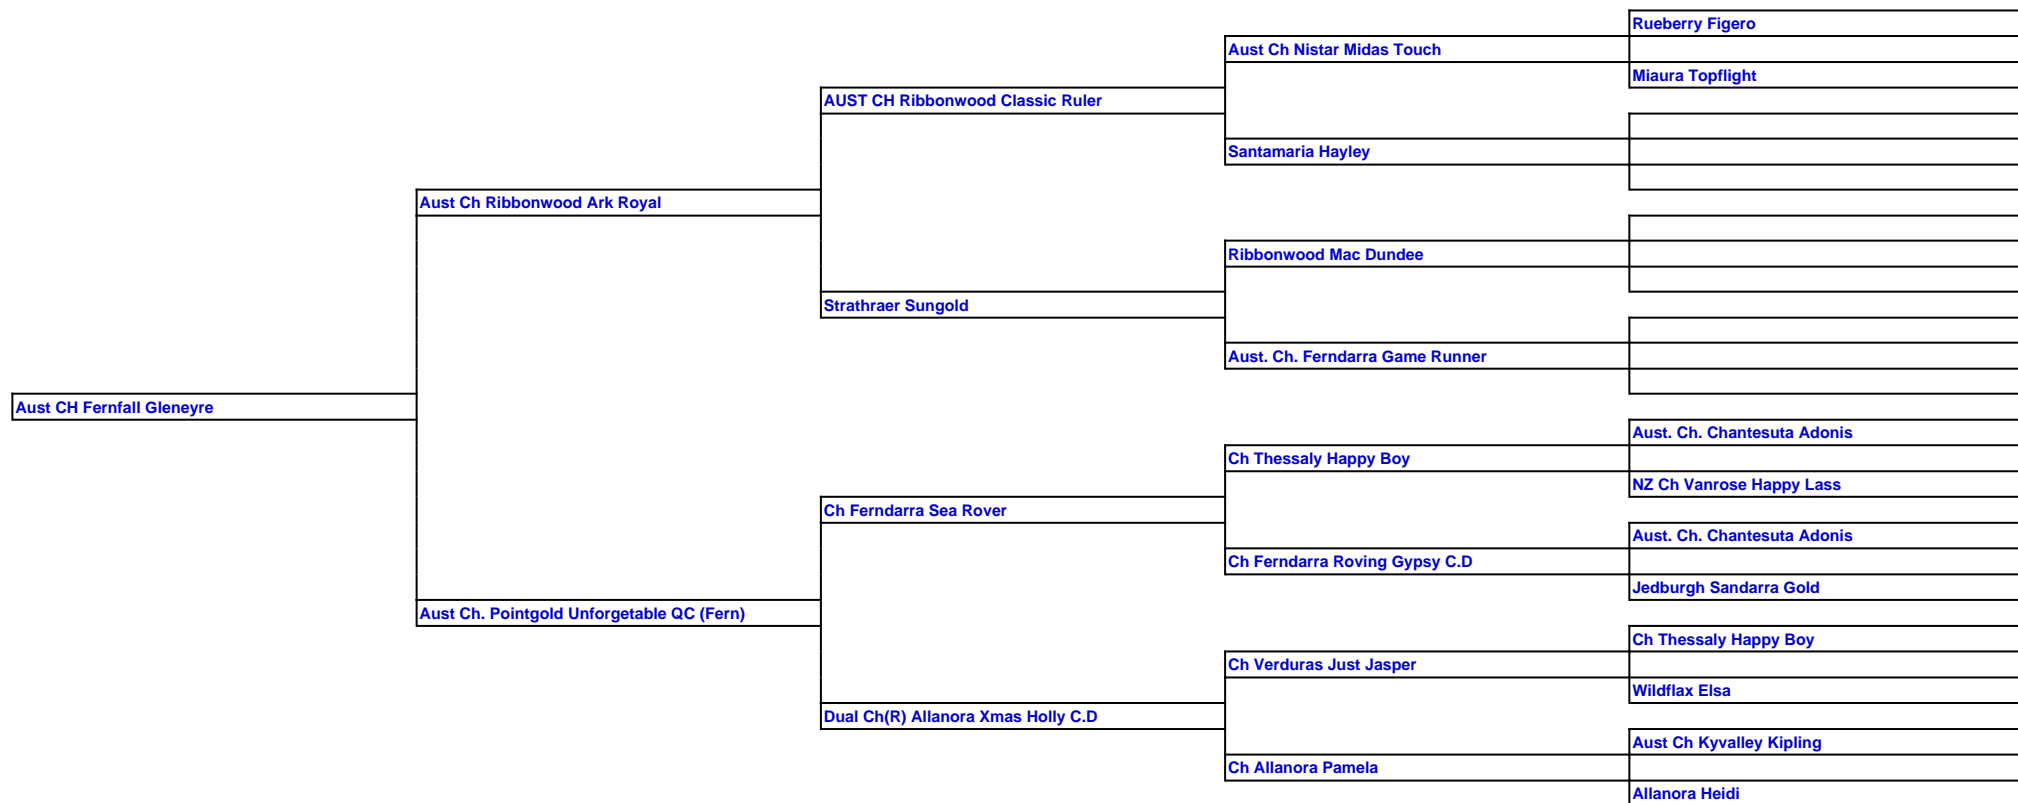 Rueberry Figero
Aust Ch Nistar Midas Touch
Miaura Topflight
AUST CH Ribbonwood Classic Ruler
Santamaria Hayley
Aust Ch Ribbonwood Ark Royal
Ribbonwood Mac Dundee
Strathraer Sungold
Aust. Ch. Ferndarra Game Runner
Aust CH Fernfall Gleneyre
Aust. Ch. Chantesuta Adonis
Ch Thessaly Happy Boy
NZ Ch Vanrose Happy Lass
Ch Ferndarra Sea Rover
Aust. Ch. Chantesuta Adonis
Ch Ferndarra Roving Gypsy C.D
Jedburgh Sandarra Gold
Aust Ch. Pointgold Unforgetable QC (Fern)
Ch Thessaly Happy Boy
Ch Verduras Just Jasper
Wildflax Elsa
Dual Ch(R) Allanora Xmas Holly C.D
Aust Ch Kyvalley Kipling
Ch Allanora Pamela
Allanora Heidi